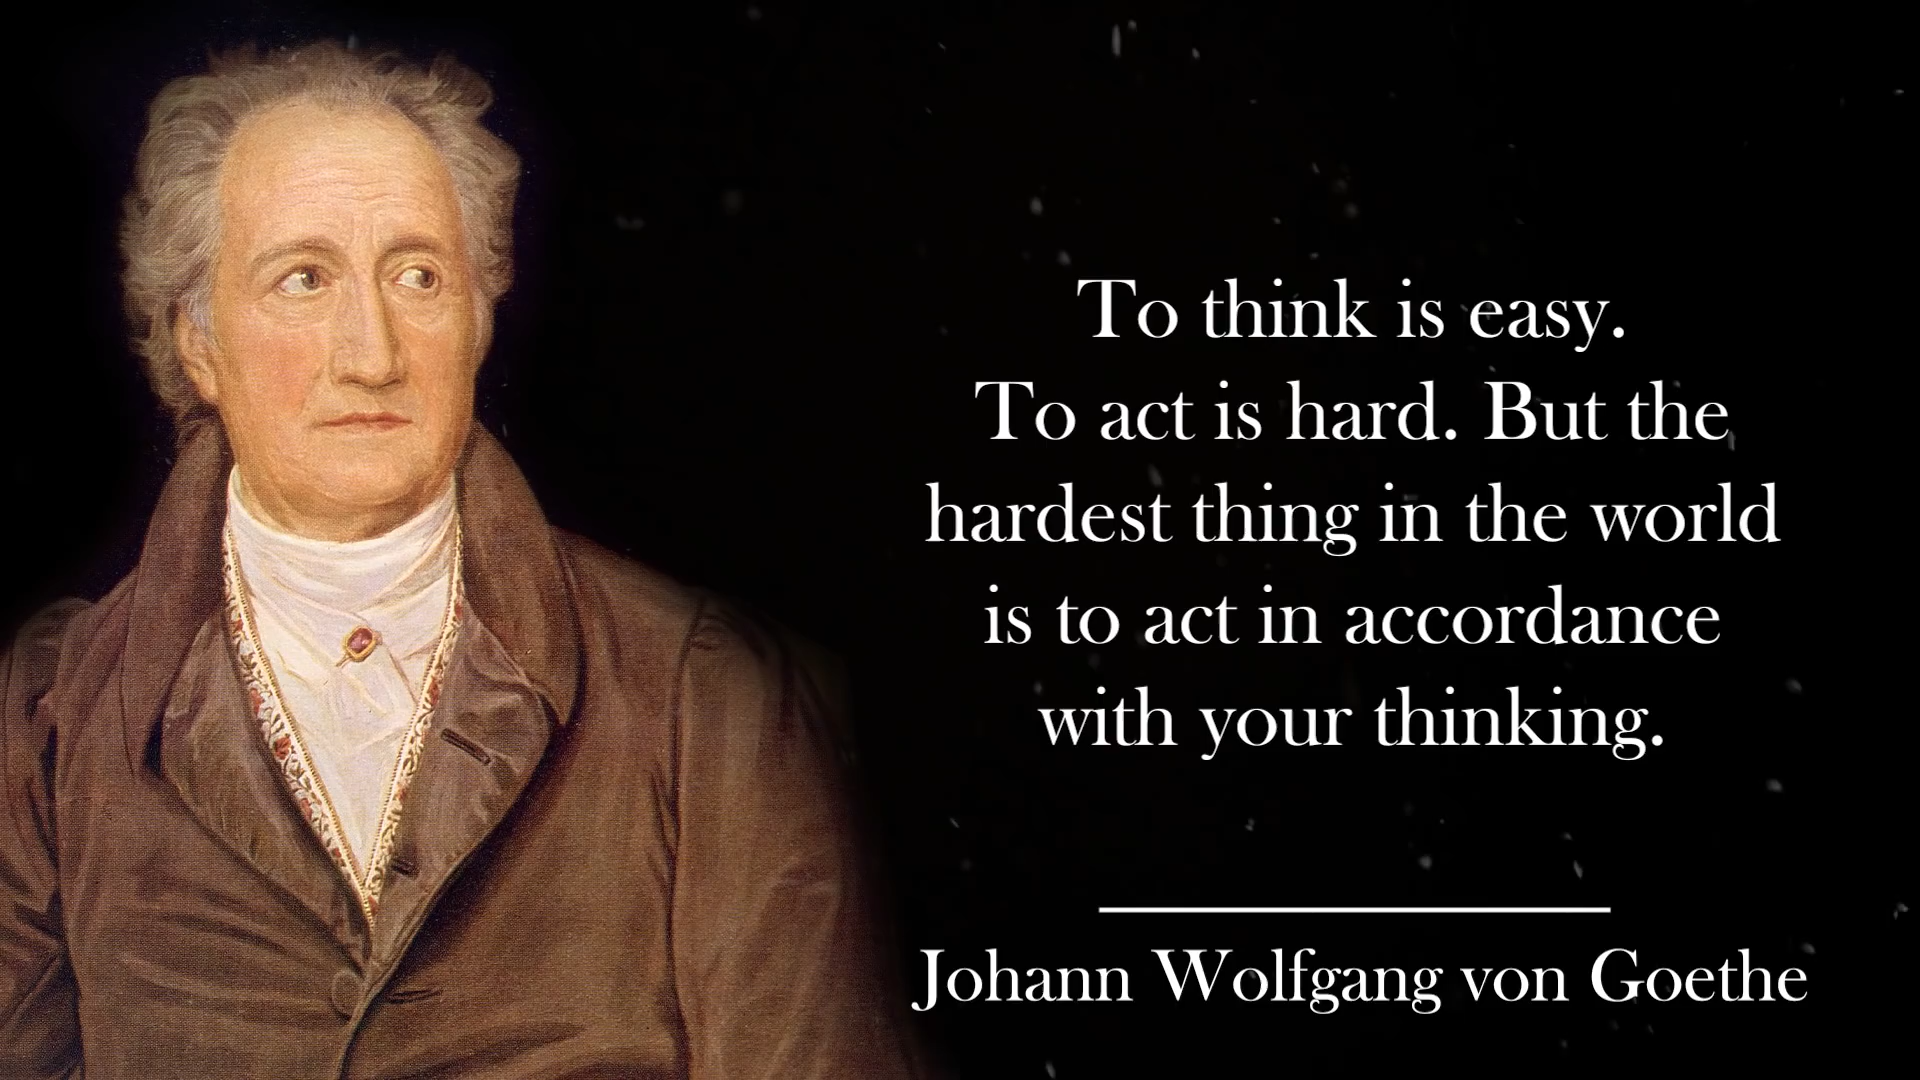 To think is easy.
To act is hard. But the
hardest thing in the world
is to act in accordance
with your thinking.
Johann Wolfgang von Goethe